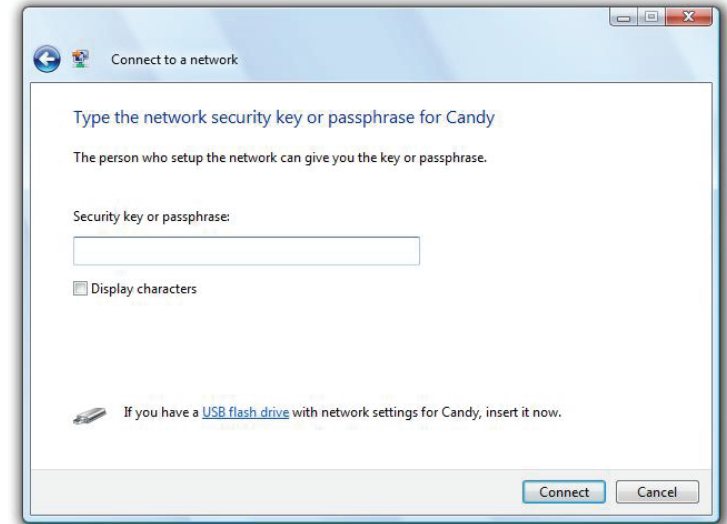 Connect to a network
Type the network security key or passphrase for Candy
The person who setup the network can give you the key or passphrase.
Security key or passphrase:
Display characters
If you have a USB flash drive with network settings for Candy, insert it now.
Connect Cancel